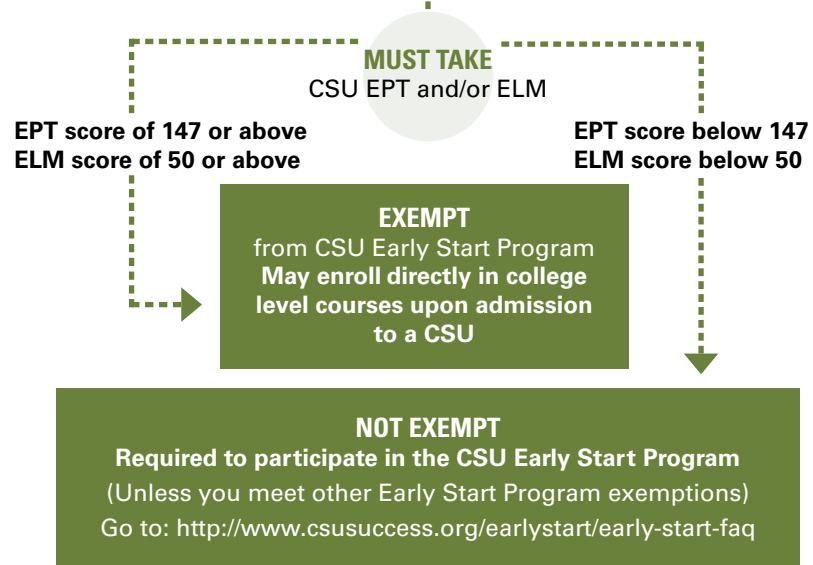 MUST TAKE
CSU EPT and/or ELM
EPT score of 147 or above
ELM score of 50 or above
EPT score below 147
ELM score below 50
EXEMPT
from CSU Early Start Program
May enroll directly in college
level courses upon admission
to a CSU
NOT EXEMPT
Required to participate in the CSU Early Start Program
(Unless you meet other Early Start Program exemptions)
Go to: http://www.csusuccess.org/earlystart/early-start-faq